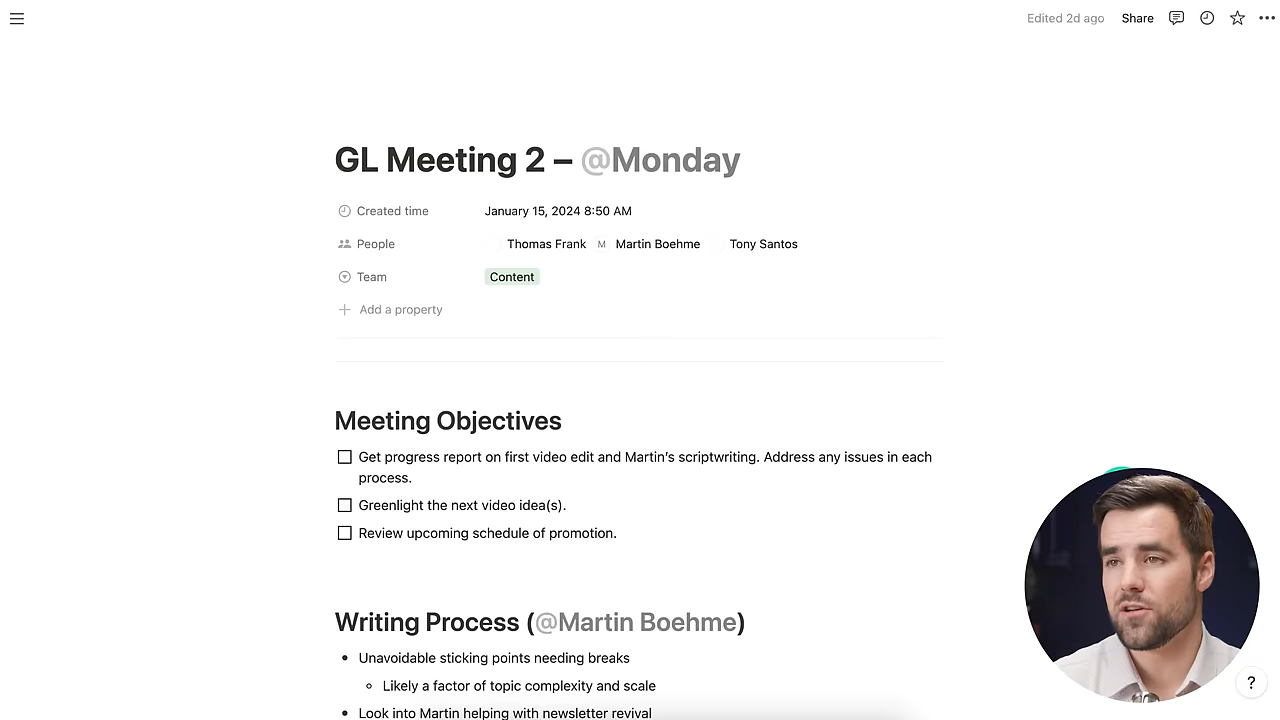 Edited 2d ago Share
GL Meeting 2 – @Monday
Created time January 15, 2024 8:50 AM
People Thomas Frank M Martin Boehme Tony Santos
Team Content
Add a property
Meeting Objectives
Get progress report on first video edit and Martin's scriptwriting. Address any issues in each
process.
Greenlight the next video idea(s).
Review upcoming schedule of promotion.
Writing Process (@Martin Boehme)
Unavoidable sticking points needing breaks
Likely a factor of topic complexity and scale
Look into Martin helping with newsletter revival
?